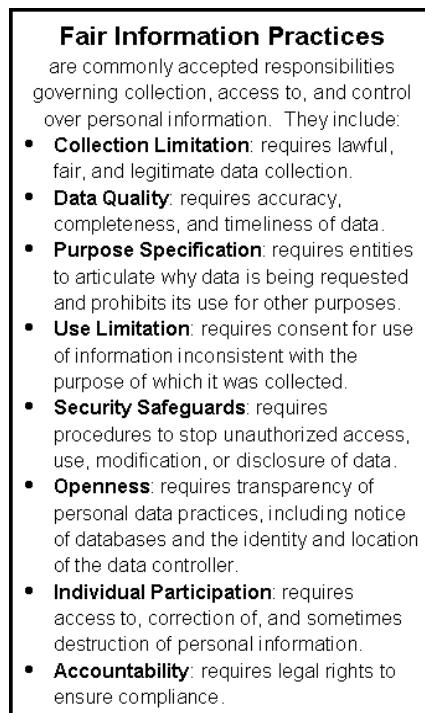 Fair Information Practices
are commonly accepted responsibilities
governing collection, access to, and control
over personal information. They include:
• Collection Limitation: requires lawful,
fair, and legitimate data collection.
• Data Quality: requires accuracy,
completeness, and timeliness of data.
• Purpose Specification: requires entities
to articulate why data is being requested
and prohibits its use for other purposes.
• Use Limitation: requires consent for use
of information inconsistent with the
purpose of which it was collected.
• Security Safeguards: requires
procedures to stop unauthorized access,
use, modification, or disclosure of data.
• Openness: requires transparency of
personal data practices, including notice
of databases and the identity and location
of the data controller.
• Individual Participation: requires
access to, correction of, and sometimes
destruction of personal information.
• Accountability: requires legal rights to
ensure compliance.